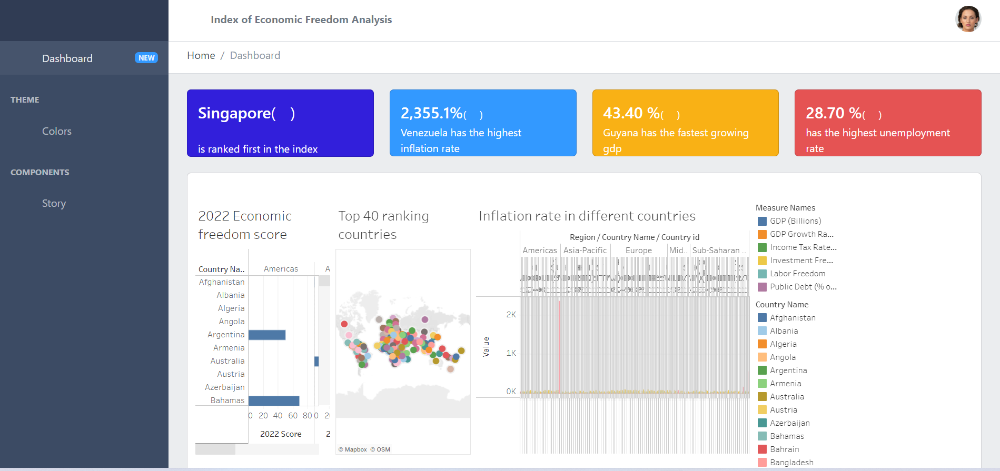 Index of Economic Freedom Analysis
Dashboard NEW
THEME
Colors
COMPONENTS
Story
Home / Dashboard
Singapore( )
is ranked first in the index
2,355.1%( )
Venezuela has the highest
inflation rate
43.40 %( )
Guyana has the fastest growing
gdp
28.70 %( )
has the highest unemployment
rate
2022 Economic
freedom score
Country Na.. Americas A
Afghanistan
Albania
Algeria
Angola
Argentina
Armenia
Australia
Austria
Azerbaijan
Bahamas
0 20 40 60 80 0
2022 Score 2
Top 40 ranking
countries
© Mapbox © OSM
Inflation rate in different countries
Region / Country Name / Country id
Americas Asia-Pacific Europe Mid.. Sub-Saharan ..
Value
2K
1K
0K
Measure Names
GDP (Billions)
GDP Growth Ra...
Income Tax Rate...
Investment Fre...
Labor Freedom
Public Debt (% o...
Country Name
Afghanistan
Albania
Algeria
Angola
Argentina
Armenia
Australia
Austria
Azerbaijan
Bahamas
Bahrain
Bangladesh